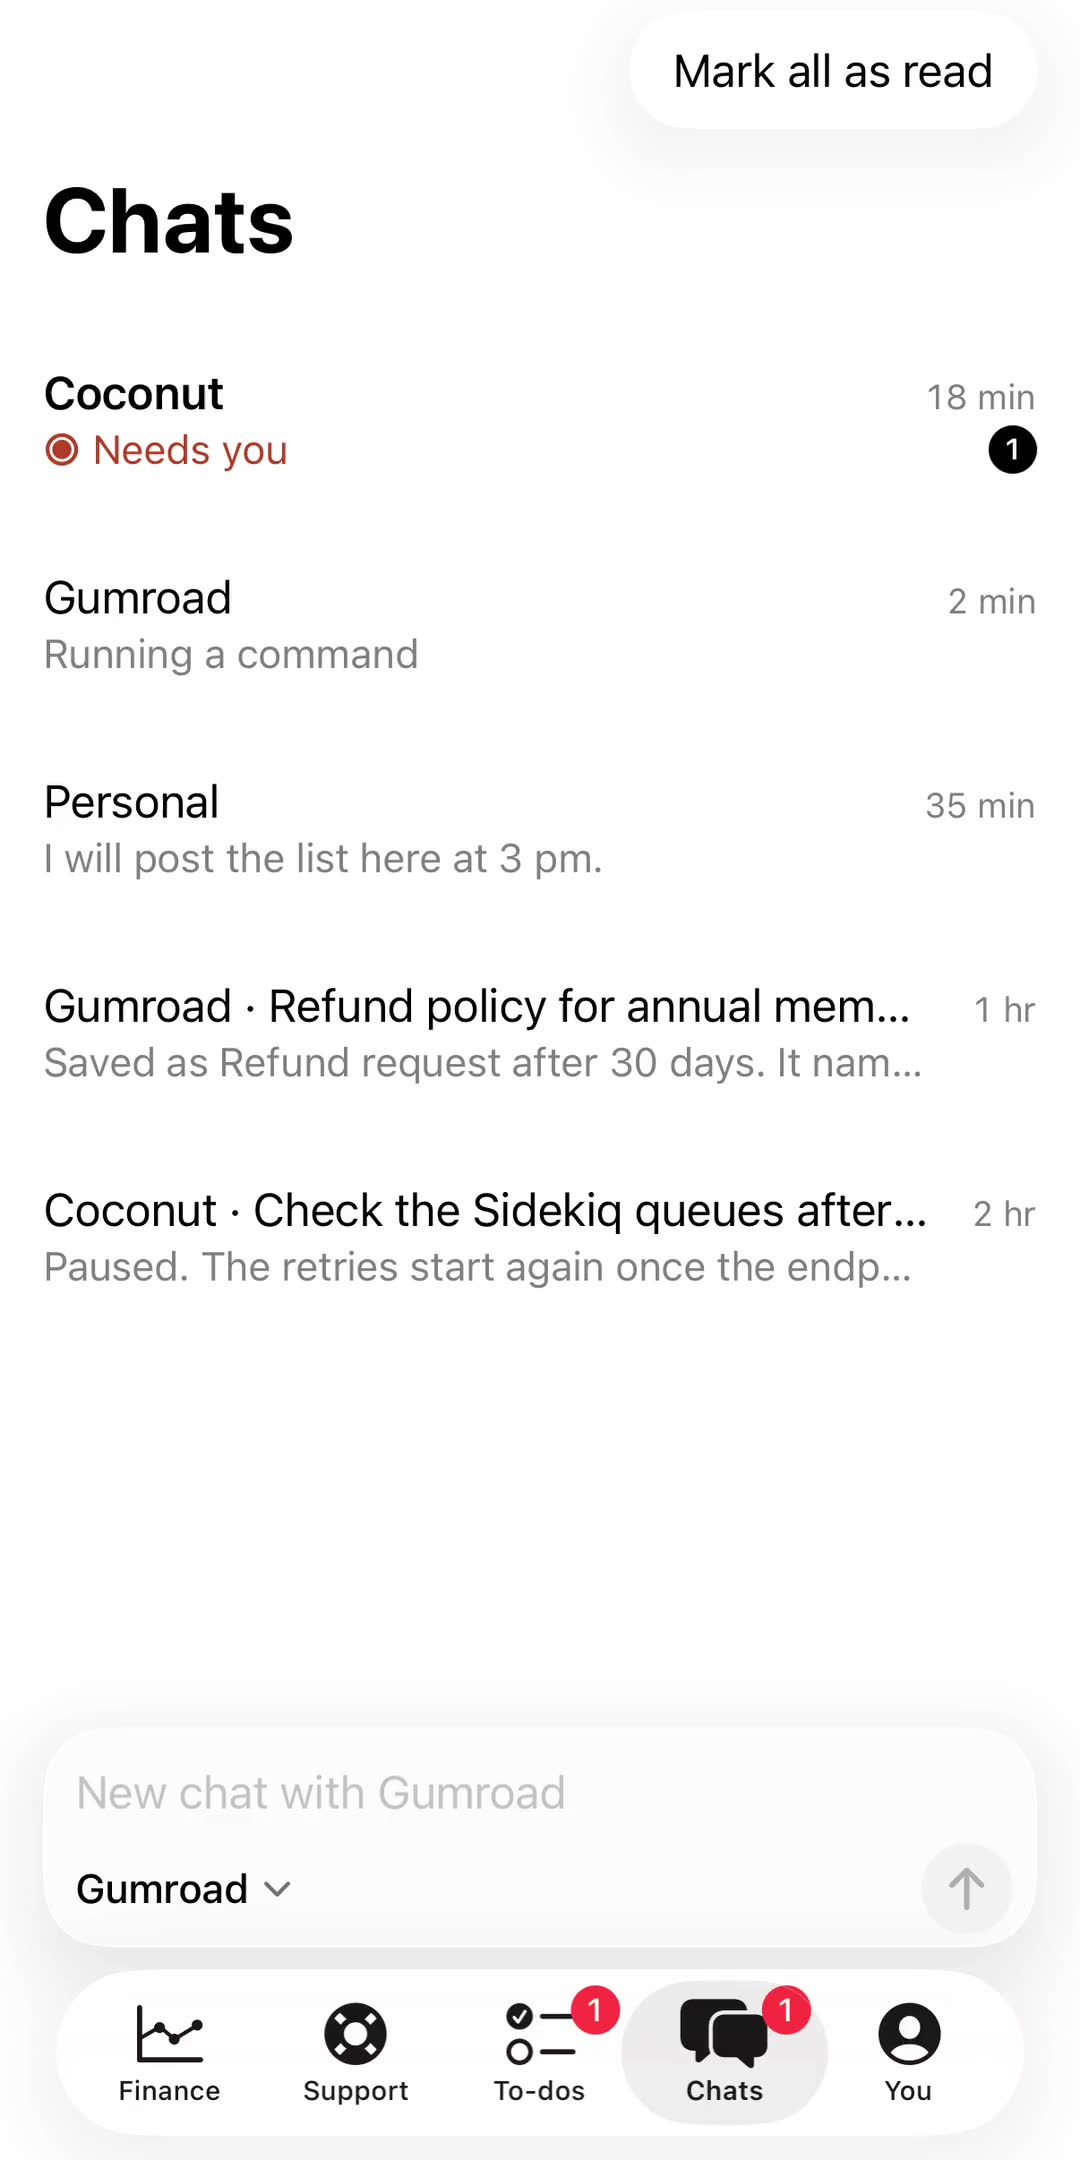 Mark all as read
Chats
Coconut
18 min
Needs you
1
Gumroad
2 min
Running a command
Personal
35 min
I will post the list here at 3 pm.
Gumroad · Refund policy for annual mem...
1 hr
Saved as Refund request after 30 days. It nam...
Coconut · Check the Sidekiq queues after...
2 hr
Paused. The retries start again once the endp...
New chat with Gumroad
Gumroad
1
1
Finance
Support
To-dos
Chats
You